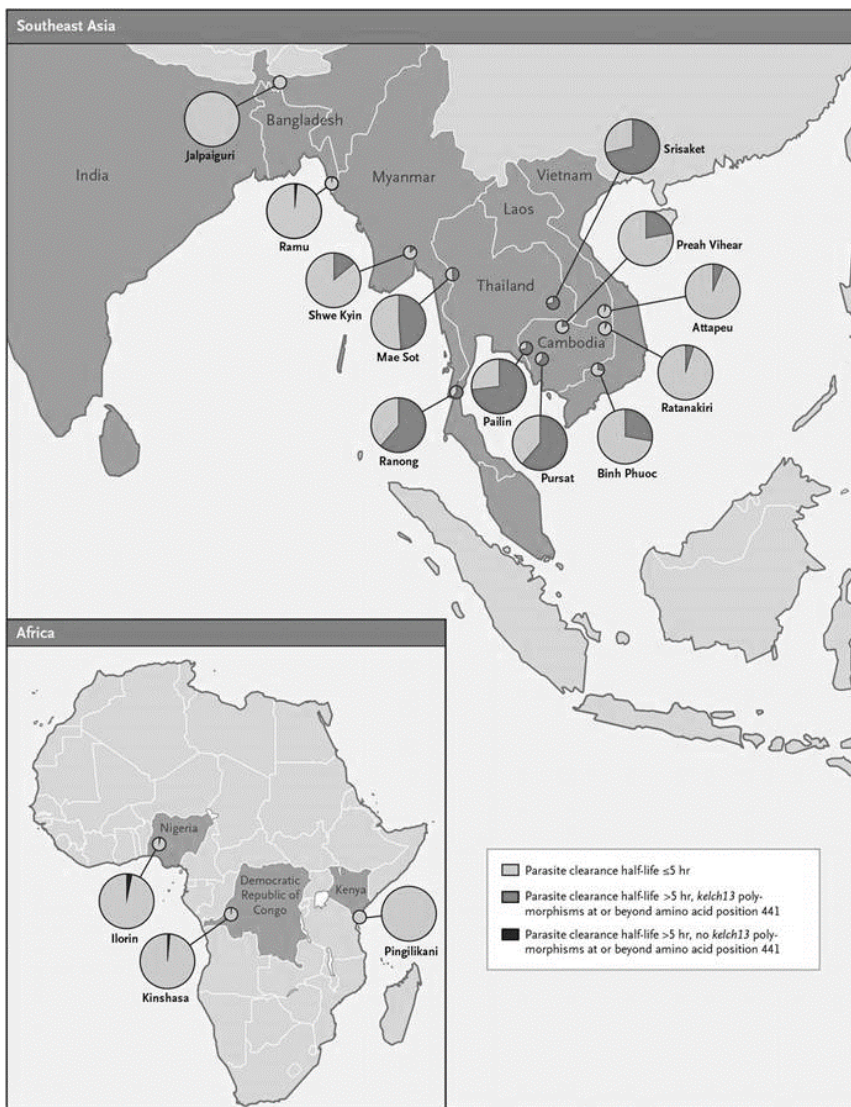 Southeast Asia
India
Bangladesh
Myanmar
Vietnam
Laos
Thailand
Cambodia
Jalpaiguri
Ramu
Shwe Kyin
Mae Sot
Ranong
Pailin
Pursat
Srisaket
Preah Vihear
Attapeu
Ratanakiri
Binh Phuoc
Africa
Nigeria
Democratic
Republic of
Congo
Kenya
Ilorin
Kinshasa
Pingilikani
Parasite clearance half-life ≤5 hr
Parasite clearance half-life >5 hr, kelch13 poly-
morphisms at or beyond amino acid position 441
Parasite clearance half-life >5 hr, no kelch13 poly-
morphisms at or beyond amino acid position 441